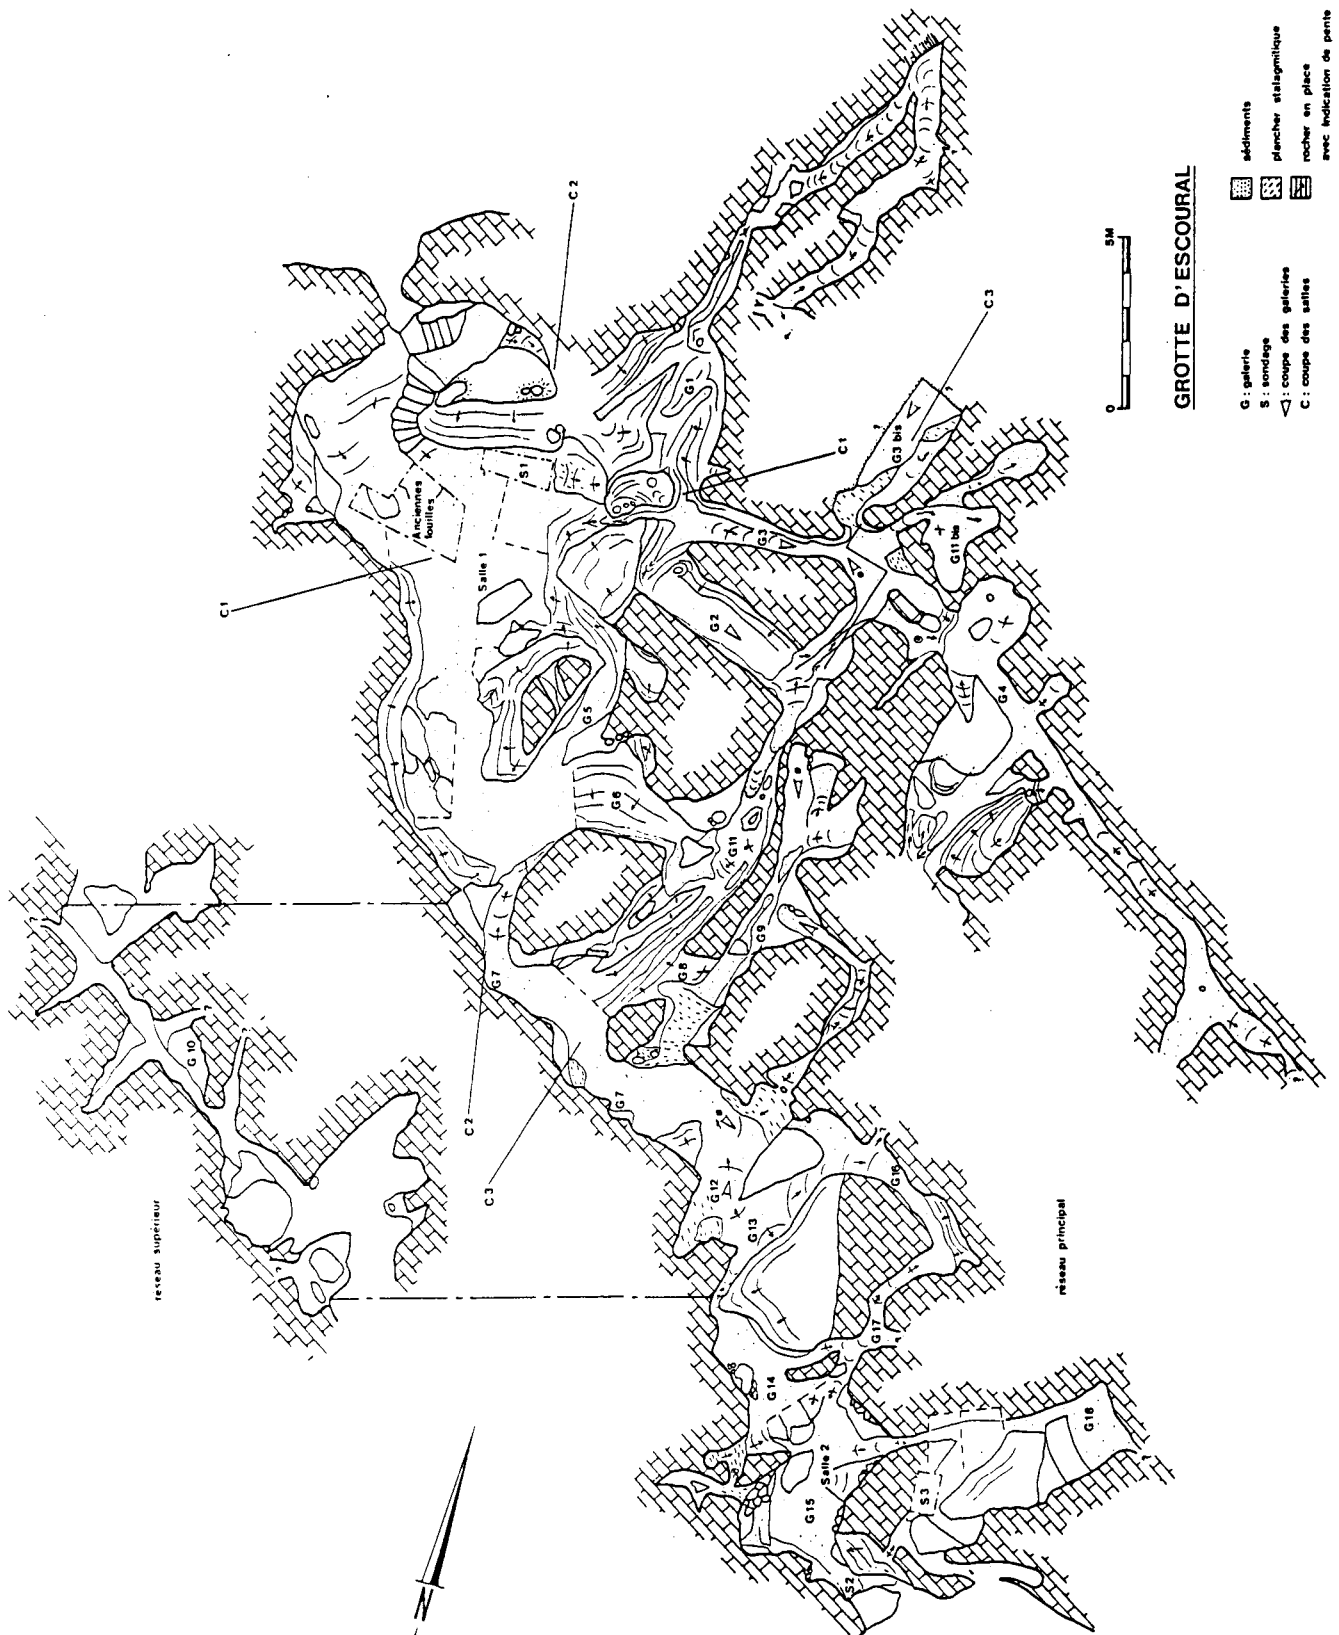 GROTTE D'ESCOURAL
0
5M
G : galerie
S : sondage
◁ : coupe des galeries
C : coupe des salles
sédiments
plancher stalagmitique
rocher en place
avec indication de pente
réseau supérieur
réseau principal
Salle 1
Anciennes
fouilles
Salle 2
S1
S2
S3
C1
C1
C2
C2
C3
C3
G1
G2
G3
G3 bis
G4
G5
G6
G7
G7
G8
G9
G10
G11
G11 bis
G12
G13
G14
G15
G16
G17
G18
N